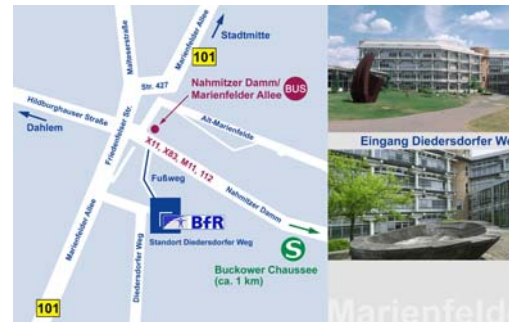 Stadtmitte
101
Marienfelder Allee
Malteserstraße
Str. 427
Nahmitzer Damm/
Marienfelder Allee
BUS
Hildburghauser Straße
Dahlem
Friedenfelser Str.
Alt-Marienfelde
X11, X83, M11, 112
Fußweg
Nahmitzer Damm
BfR
Standort Diedersdorfer Weg
Marienfelder Allee
Diedersdorfer Weg
S
Buckower Chaussee
(ca. 1 km)
101
Eingang Diedersdorfer We
Marienfeld